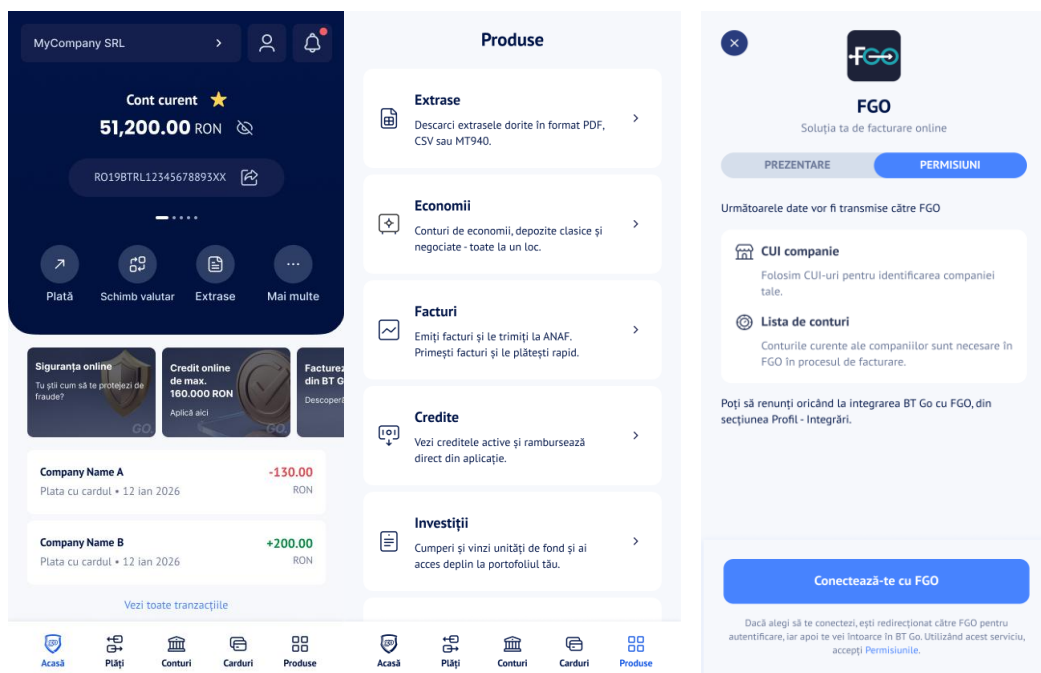 MyCompany SRL
Cont curent
51,200.00 RON
RO19BTRL12345678893XX
Plată
Schimb valutar
Extrase
Mai multe
Siguranța online
Tu știi cum să te protejezi de
fraude?
GO.
Credit online
de max.
160.000 RON
Aplică aici
GO.
Facturez
din BT G
Descoperă
Company Name A
-130.00
Plata cu cardul • 12 ian 2026
RON
Company Name B
+200.00
Plata cu cardul • 12 ian 2026
RON
Vezi toate tranzacțiile
Acasă
Plăți
Conturi
Carduri
Produse
Produse
Extrase
Descarci extrasele dorite în format PDF,
CSV sau MT940.
Economii
Conturi de economii, depozite clasice și
negociate - toate la un loc.
Facturi
Emiți facturi și le trimiți la ANAF.
Primești facturi și le plătești rapid.
Credite
Vezi creditele active și rambursează
direct din aplicație.
Investiții
Cumperi și vinzi unități de fond și ai
acces deplin la portofoliul tău.
Acasă
Plăți
Conturi
Carduri
Produse
FGO
FGO
Soluția ta de facturare online
PREZENTARE
PERMISIUNI
Următoarele date vor fi transmise către FGO
CUI companie
Folosim CUI-uri pentru identificarea companiei
tale.
Lista de conturi
Conturile curente ale companiilor sunt necesare în
FGO în procesul de facturare.
Poți să renunți oricând la integrarea BT Go cu FGO, din
secțiunea Profil - Integrări.
Conectează-te cu FGO
Dacă alegi să te conectezi, ești redirecționat către FGO pentru
autentificare, iar apoi te vei întoarce în BT Go. Utilizând acest serviciu,
accepți Permisiunile.